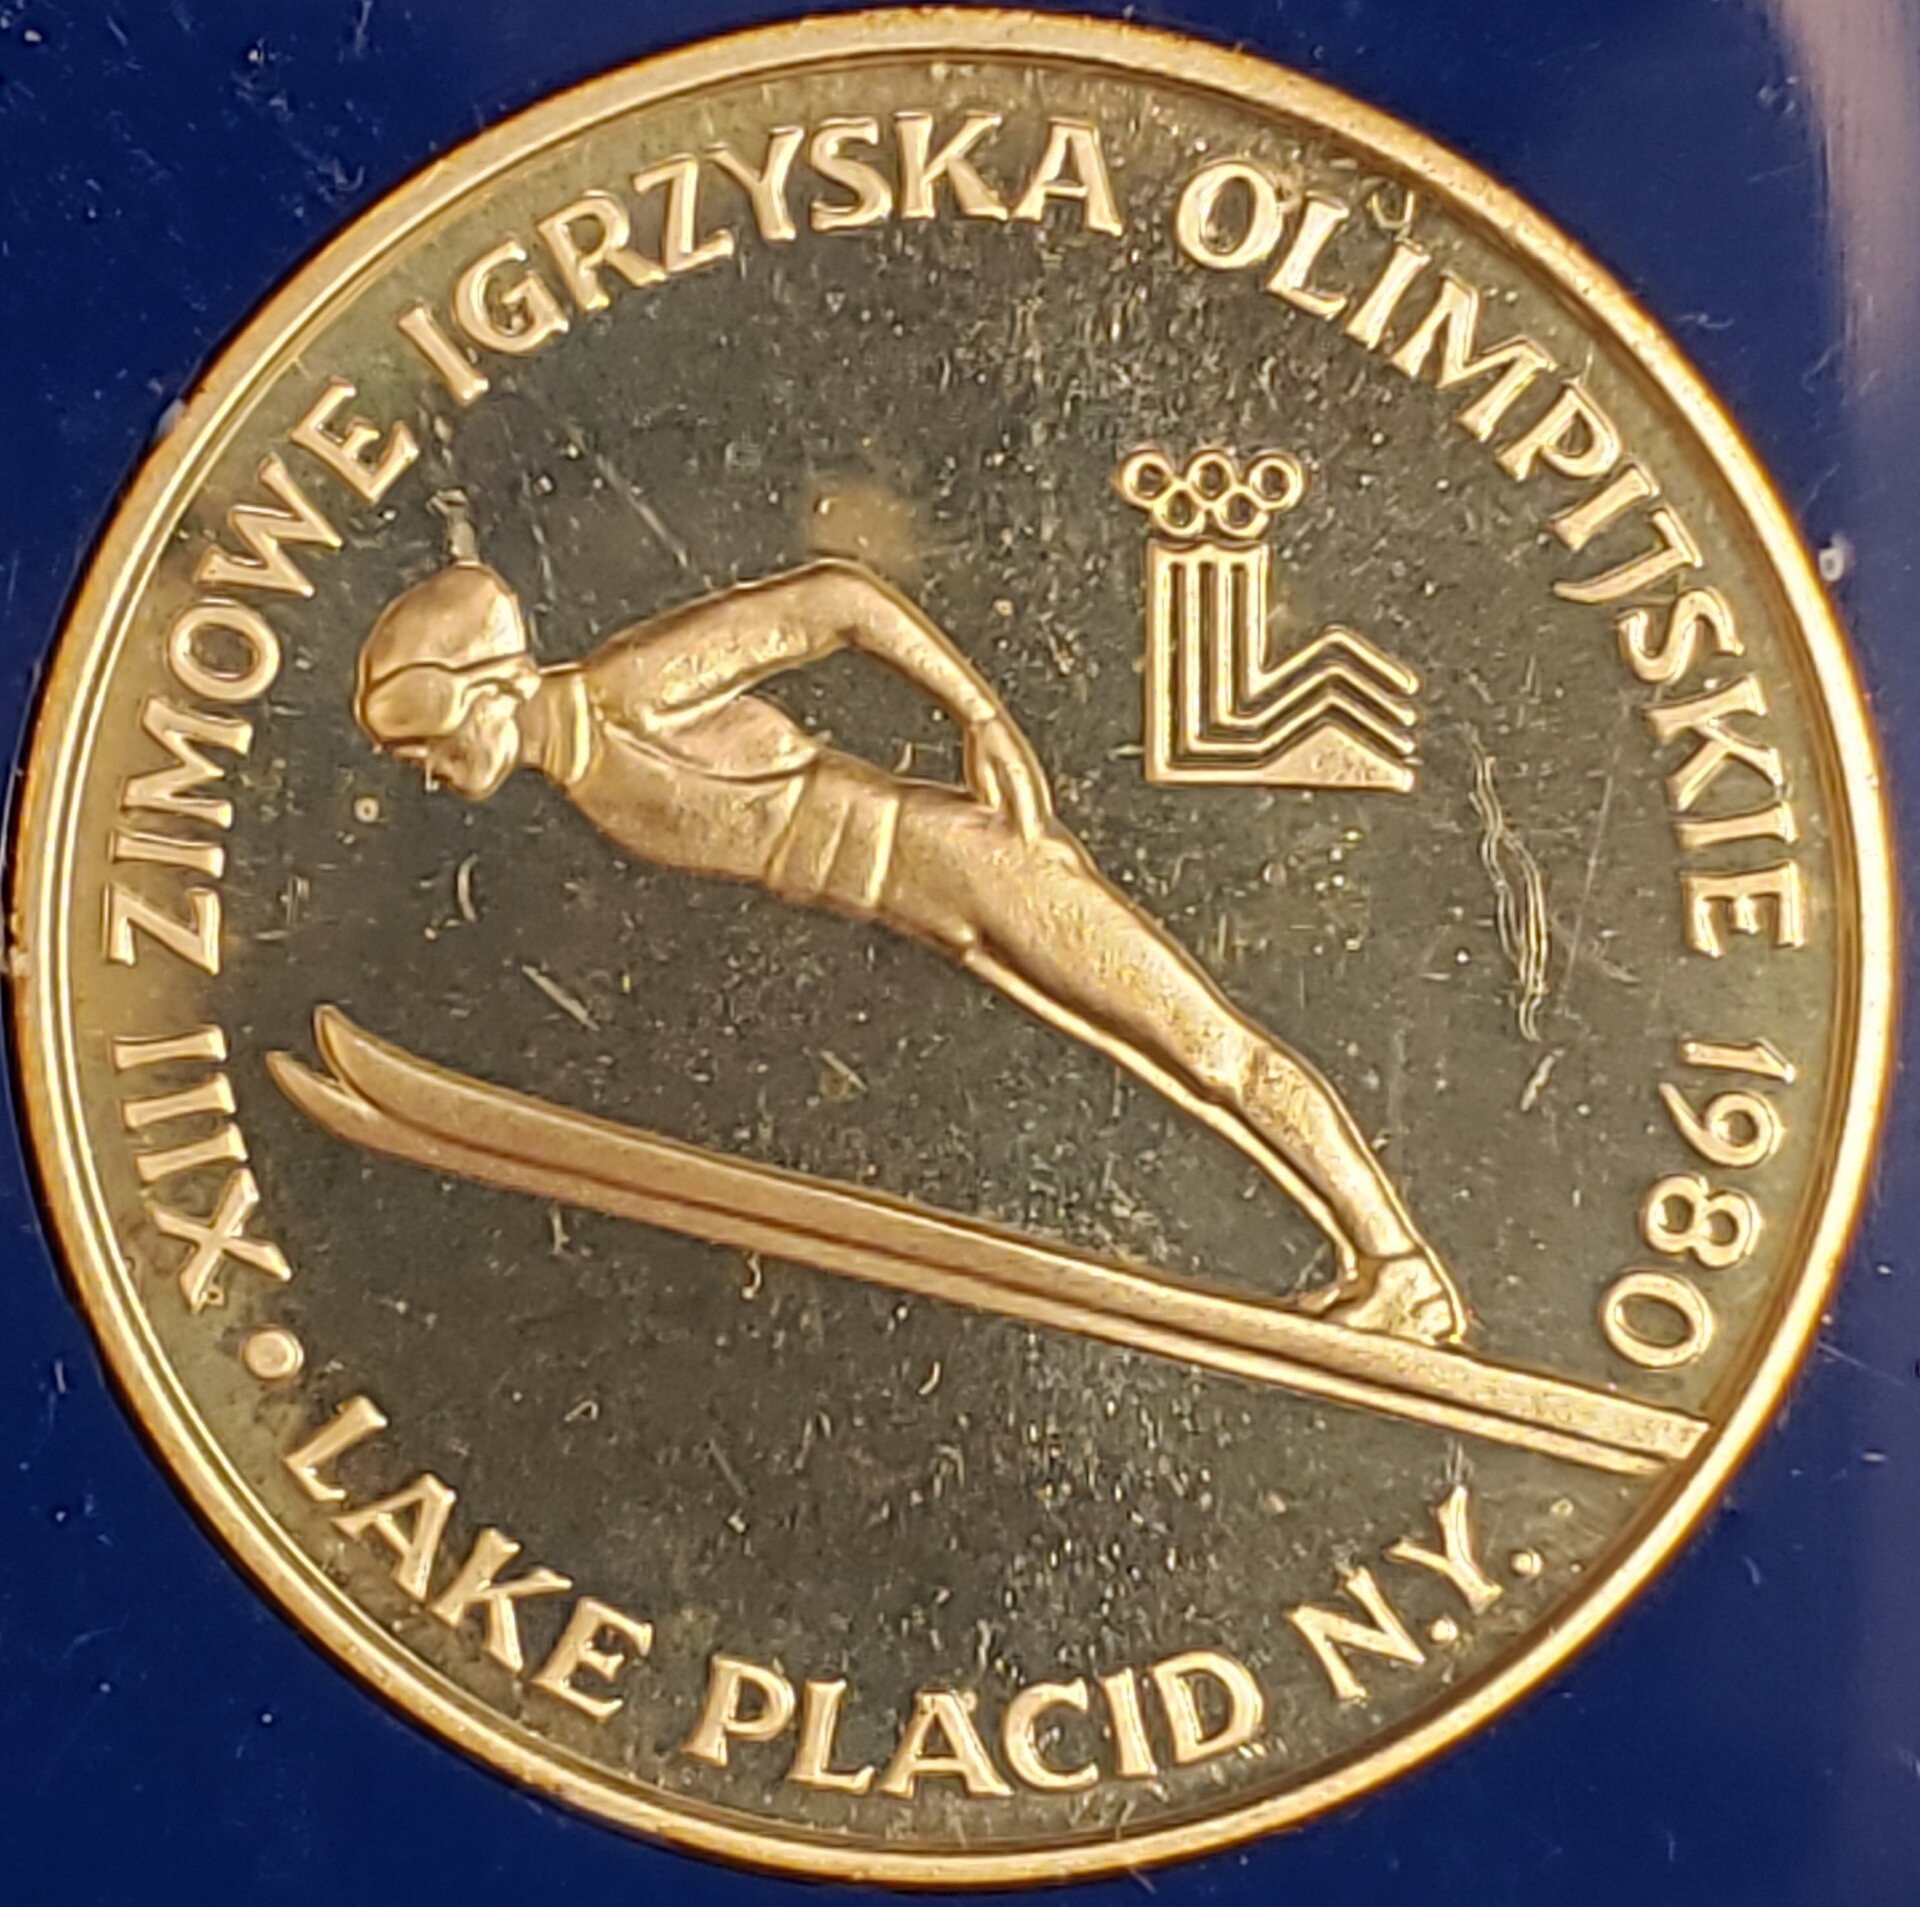 XIII ZIMOWE IGRZYSKA OLIMPIJSKIE 1980
• LAKE PLACID N.Y.